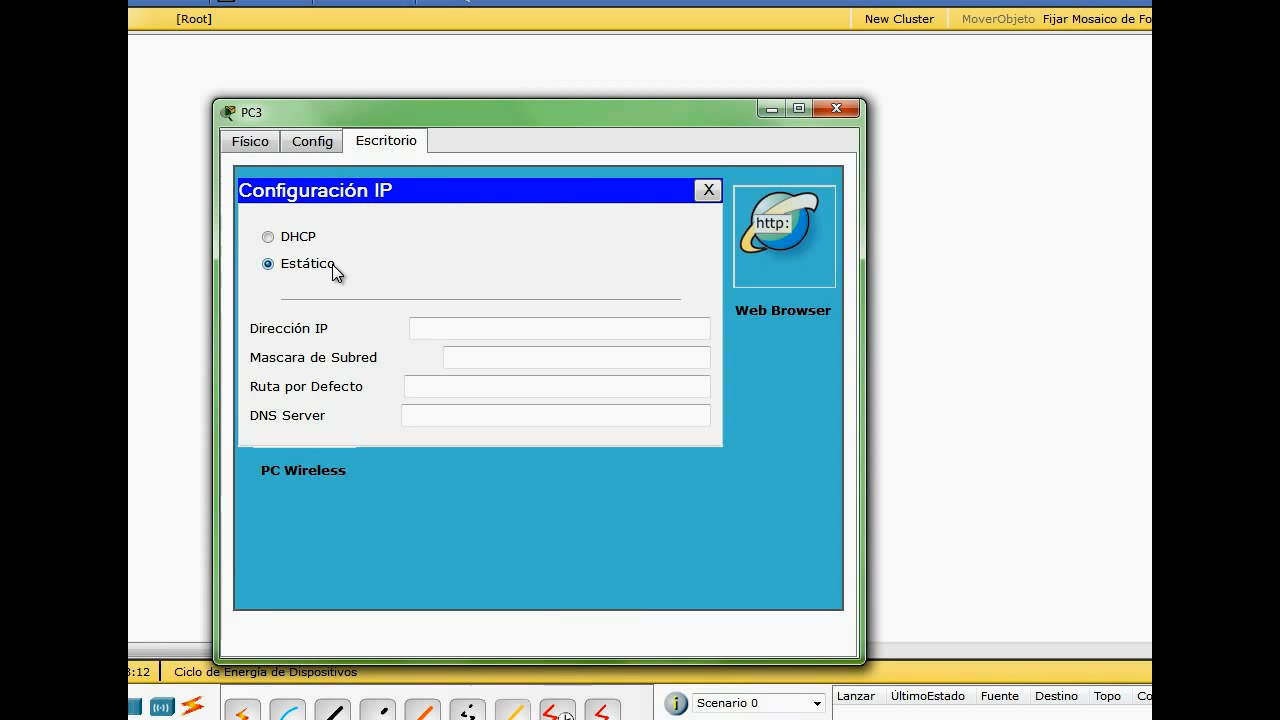 [Root]
New Cluster
MoverObjeto
Fijar Mosaico de Fo
PC3
Físico
Config
Escritorio
Configuración IP
X
http:
DHCP
Estático
Web Browser
Dirección IP
Mascara de Subred
Ruta por Defecto
DNS Server
PC Wireless
3:12
Ciclo de Energía de Dispositivos
Scenario 0
Lanzar
ÚltimoEstado
Fuente
Destino
Topo
Co